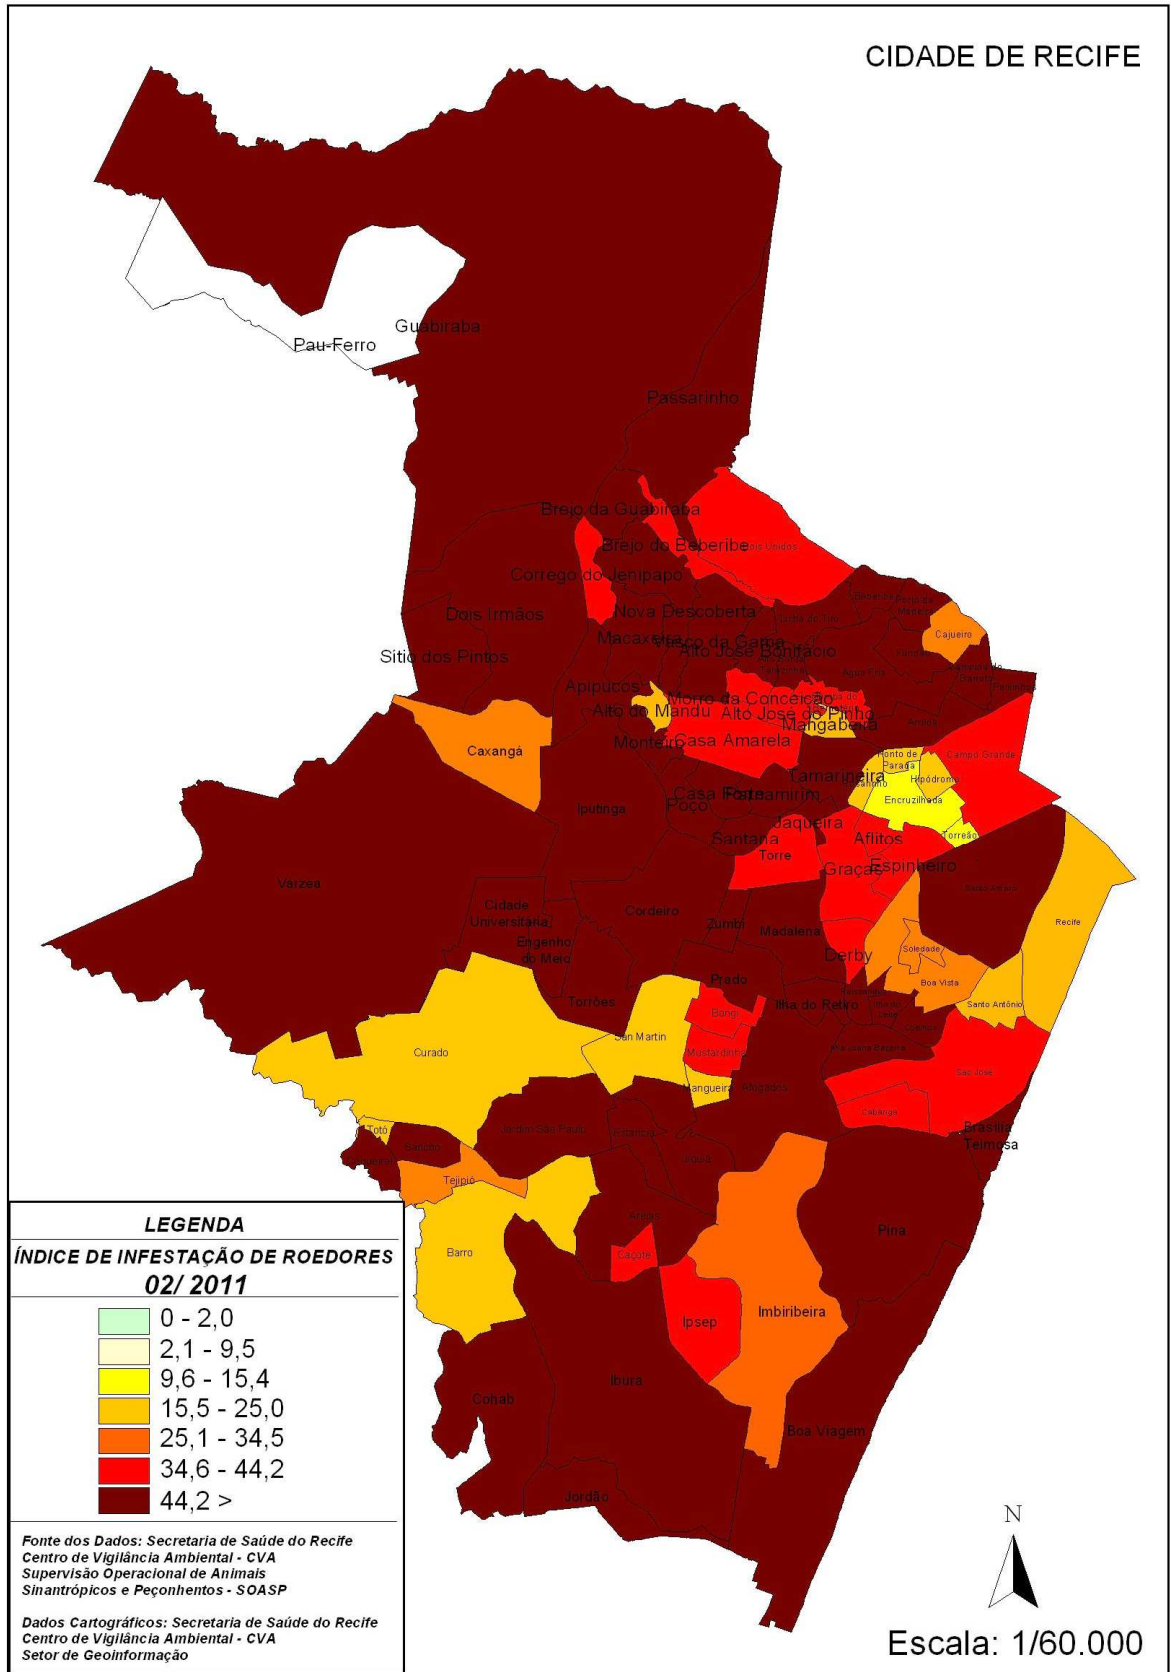 CIDADE DE RECIFE
Guabiraba
Pau-Ferro
Passarinho
Brejo da Guabiraba
Brejo do Beberibe
Corrego do Jenipapo
Dois Irmãos
Nova Descoberta
Macaxeira
Vasco da Gama
Alto José Bonifácio
Sitio dos Pintos
Cajueiro
Apipucos
Morro da Conceição
Alto do Mandu
Alto José do Pinho
Mangabeira
Caxangá
Monteiro
Casa Amarela
Ponto de
Parada
Campo Grande
Tamarineira
Hipódromo
Encruzilhada
Casa Forte
Parnamirim
Poço
Iputinga
Jaqueira
Torreão
Santana
Aflitos
Torre
Graças
Espinheiro
Várzea
Santo Amaro
Cidade
Universitária
Cordeiro
Zumbi
Madalena
Recife
Engenho
do Meio
Derby
Soledade
Prado
Boa Vista
Torrões
Ilha do Retiro
Santo Antônio
Bongi
San Martin
Curado
Mustardinha
São José
Mangueira
Afogados
Cabanga
Totó
Jardim São Paulo
Estância
Brasília
Teimosa
Sancho
Jiquiá
Tejipió
Areias
Pina
Barro
Caçote
Imbiribeira
Ipsep
Ibura
Cohab
Boa Viagem
Jordão
LEGENDA
ÍNDICE DE INFESTAÇÃO DE ROEDORES
02/ 2011
0 - 2,0
2,1 - 9,5
9,6 - 15,4
15,5 - 25,0
25,1 - 34,5
34,6 - 44,2
44,2 >
Fonte dos Dados: Secretaria de Saúde do Recife
Centro de Vigilância Ambiental - CVA
Supervisão Operacional de Animais
Sinantrópicos e Peçonhentos - SOASP
Dados Cartográficos: Secretaria de Saúde do Recife
Centro de Vigilância Ambiental - CVA
Setor de Geoinformação
N
Escala: 1/60.000